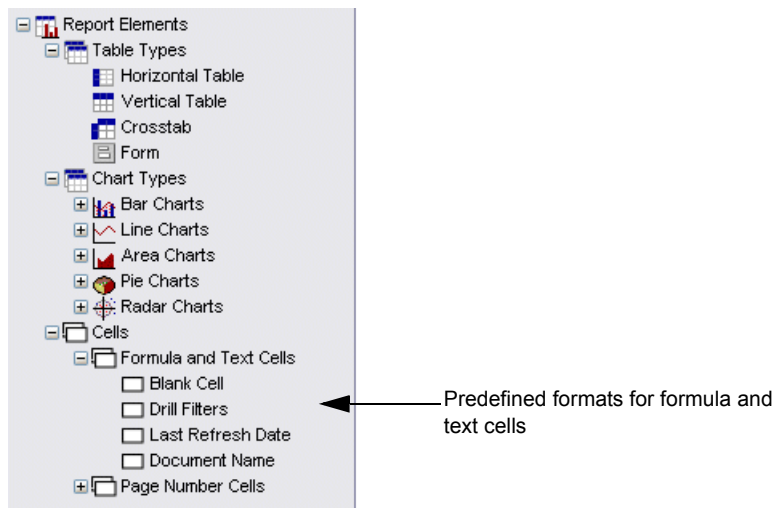 Report Elements
Table Types
Horizontal Table
Vertical Table
Crosstab
Form
Chart Types
Bar Charts
Line Charts
Area Charts
Pie Charts
Radar Charts
Cells
Formula and Text Cells
Blank Cell
Drill Filters
Last Refresh Date
Document Name
Page Number Cells
Predefined formats for formula and
text cells